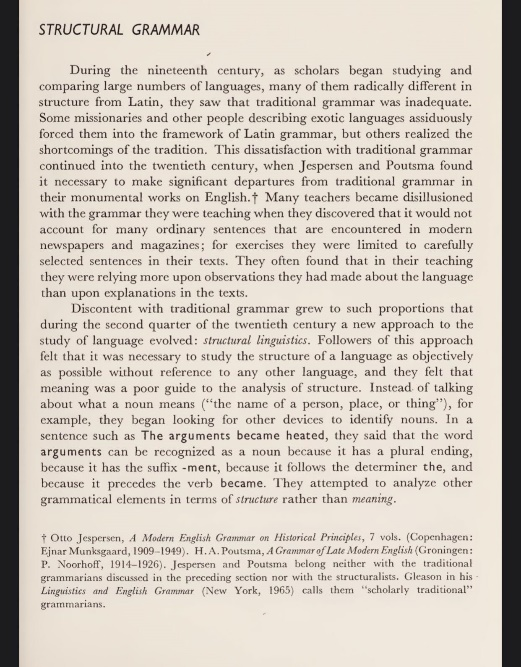 STRUCTURAL GRAMMAR
During the nineteenth century, as scholars began studying and
comparing large numbers of languages, many of them radically different in
structure from Latin, they saw that traditional grammar was inadequate.
Some missionaries and other people describing exotic languages assiduously
forced them into the framework of Latin grammar, but others realized the
shortcomings of the tradition. This dissatisfaction with traditional grammar
continued into the twentieth century, when Jespersen and Poutsma found
it necessary to make significant departures from traditional grammar in
their monumental works on English.† Many teachers became disillusioned
with the grammar they were teaching when they discovered that it would not
account for many ordinary sentences that are encountered in modern
newspapers and magazines; for exercises they were limited to carefully
selected sentences in their texts. They often found that in their teaching
they were relying more upon observations they had made about the language
than upon explanations in the texts.
Discontent with traditional grammar grew to such proportions that
during the second quarter of the twentieth century a new approach to the
study of language evolved: structural linguistics. Followers of this approach
felt that it was necessary to study the structure of a language as objectively
as possible without reference to any other language, and they felt that
meaning was a poor guide to the analysis of structure. Instead of talking
about what a noun means (“the name of a person, place, or thing”), for
example, they began looking for other devices to identify nouns. In a
sentence such as The arguments became heated, they said that the word
arguments can be recognized as a noun because it has a plural ending,
because it has the suffix -ment, because it follows the determiner the, and
because it precedes the verb became. They attempted to analyze other
grammatical elements in terms of structure rather than meaning.
† Otto Jespersen, A Modern English Grammar on Historical Principles, 7 vols. (Copenhagen:
Ejnar Munksgaard, 1909–1949). H. A. Poutsma, A Grammar of Late Modern English (Groningen:
P. Noorhoff, 1914–1926). Jespersen and Poutsma belong neither with the traditional
grammarians discussed in the preceding section nor with the structuralists. Gleason in his
Linguistics and English Grammar (New York, 1965) calls them “scholarly traditional”
grammarians.